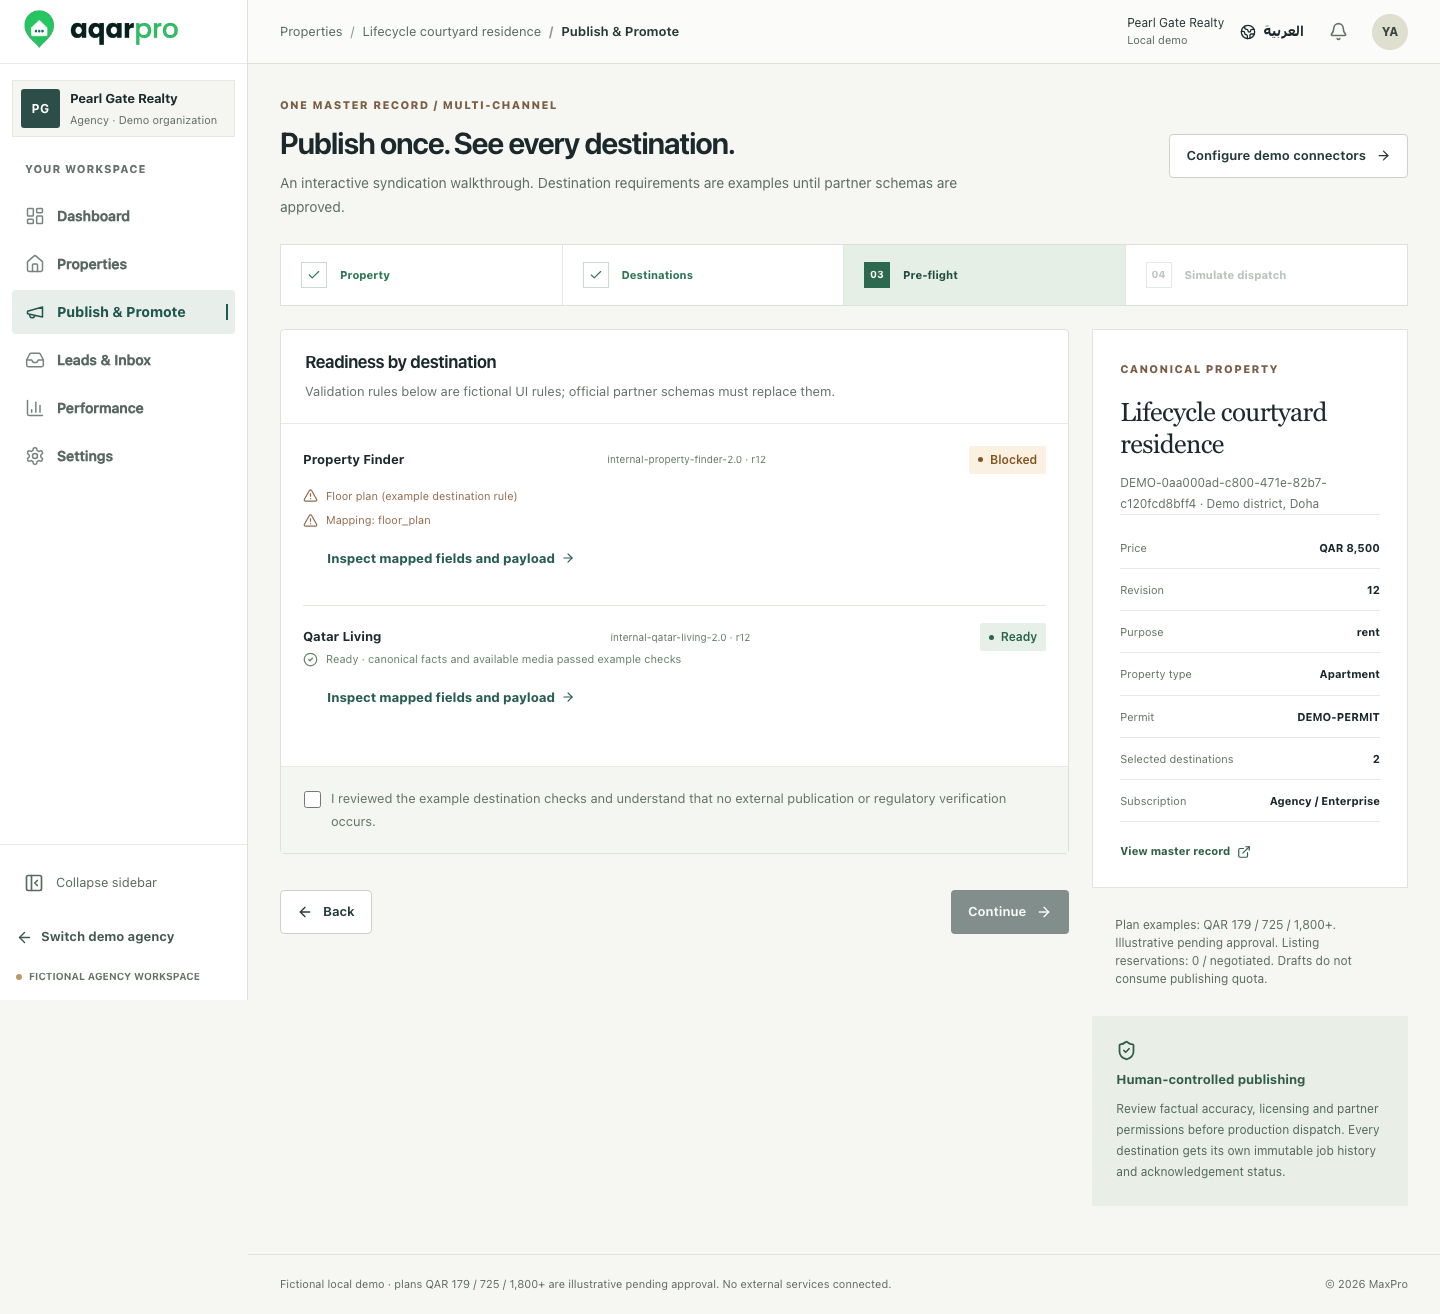 aqarpro
Properties / Lifecycle courtyard residence / Publish & Promote
Pearl Gate Realty
Local demo
العربية
YA
PG
Pearl Gate Realty
Agency · Demo organization
YOUR WORKSPACE
Dashboard
Properties
Publish & Promote
Leads & Inbox
Performance
Settings
Collapse sidebar
Switch demo agency
FICTIONAL AGENCY WORKSPACE
ONE MASTER RECORD / MULTI-CHANNEL
Publish once. See every destination.
An interactive syndication walkthrough. Destination requirements are examples until partner schemas are
approved.
Configure demo connectors
Property
Destinations
03 Pre-flight
04 Simulate dispatch
Readiness by destination
Validation rules below are fictional UI rules; official partner schemas must replace them.
Property Finder internal-property-finder-2.0 · r12 Blocked
Floor plan (example destination rule)
Mapping: floor_plan
Inspect mapped fields and payload
Qatar Living internal-qatar-living-2.0 · r12 Ready
Ready · canonical facts and available media passed example checks
Inspect mapped fields and payload
I reviewed the example destination checks and understand that no external publication or regulatory verification
occurs.
Back
Continue
CANONICAL PROPERTY
Lifecycle courtyard
residence
DEMO-0aa000ad-c800-471e-82b7-
c120fcd8bff4 · Demo district, Doha
Price QAR 8,500
Revision 12
Purpose rent
Property type Apartment
Permit DEMO-PERMIT
Selected destinations 2
Subscription Agency / Enterprise
View master record
Plan examples: QAR 179 / 725 / 1,800+.
Illustrative pending approval. Listing
reservations: 0 / negotiated. Drafts do not
consume publishing quota.
Human-controlled publishing
Review factual accuracy, licensing and partner
permissions before production dispatch. Every
destination gets its own immutable job history
and acknowledgement status.
Fictional local demo · plans QAR 179 / 725 / 1,800+ are illustrative pending approval. No external services connected.
© 2026 MaxPro